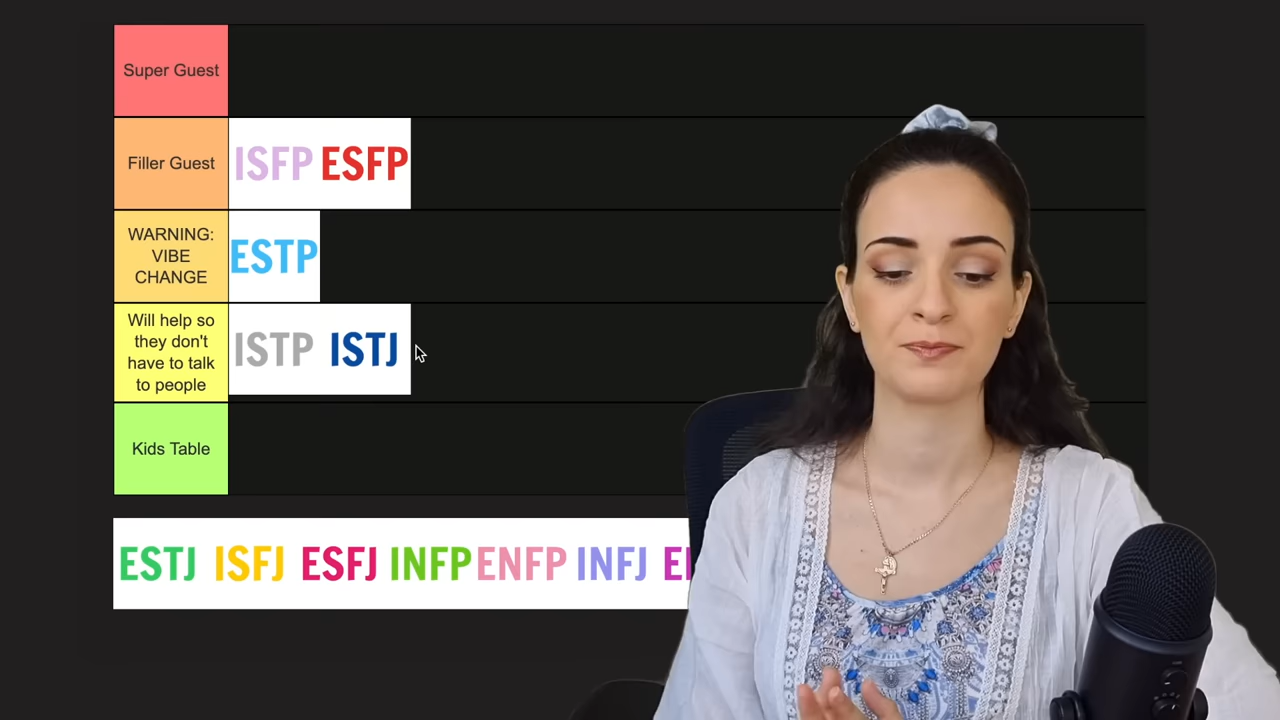 Super Guest
Filler Guest
ISFP ESFP
WARNING:
VIBE
CHANGE
ESTP
Will help so
they don't
have to talk
to people
ISTP ISTJ
Kids Table
ESTJ ISFJ ESFJ INFP ENFP INFJ